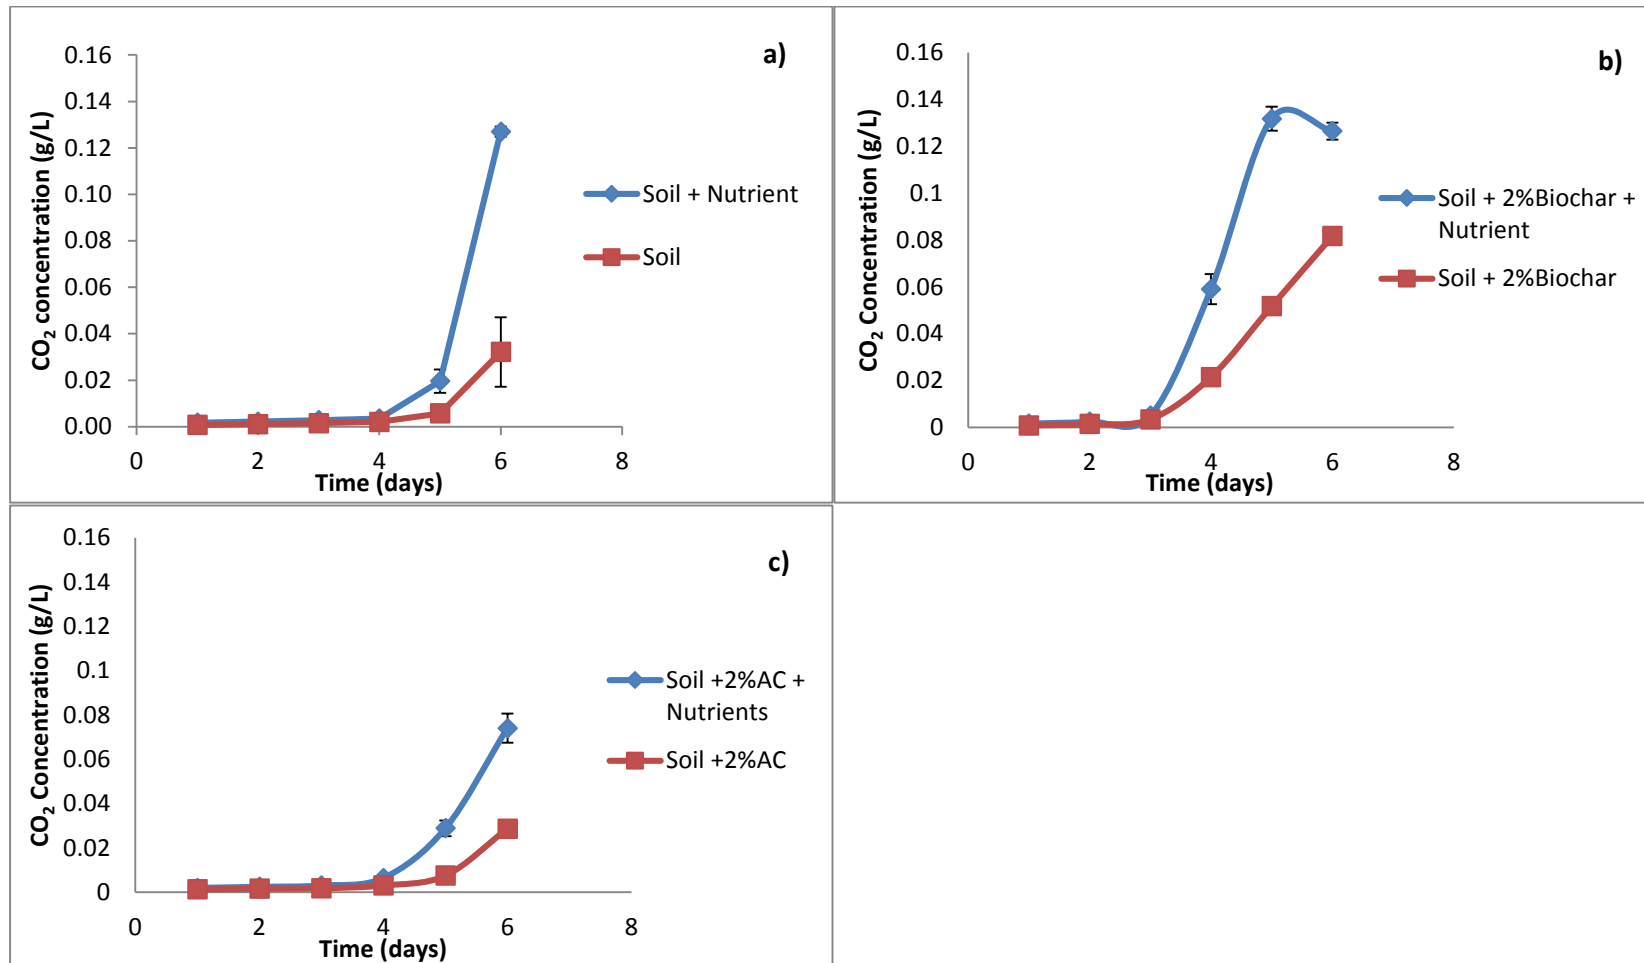 a)
CO2 concentration (g/L)
0.16
0.14
0.12
0.10
0.08
0.06
0.04
0.02
0.00
0 2 4 6 8
Time (days)
Soil + Nutrient
Soil
b)
CO2 Concentration (g/L)
0.16
0.14
0.12
0.1
0.08
0.06
0.04
0.02
0
0 2 4 6 8
Time (days)
Soil + 2%Biochar +
Nutrient
Soil + 2%Biochar
c)
CO2 Concentration (g/L)
0.16
0.14
0.12
0.1
0.08
0.06
0.04
0.02
0
0 2 4 6 8
Time (days)
Soil +2%AC +
Nutrients
Soil +2%AC